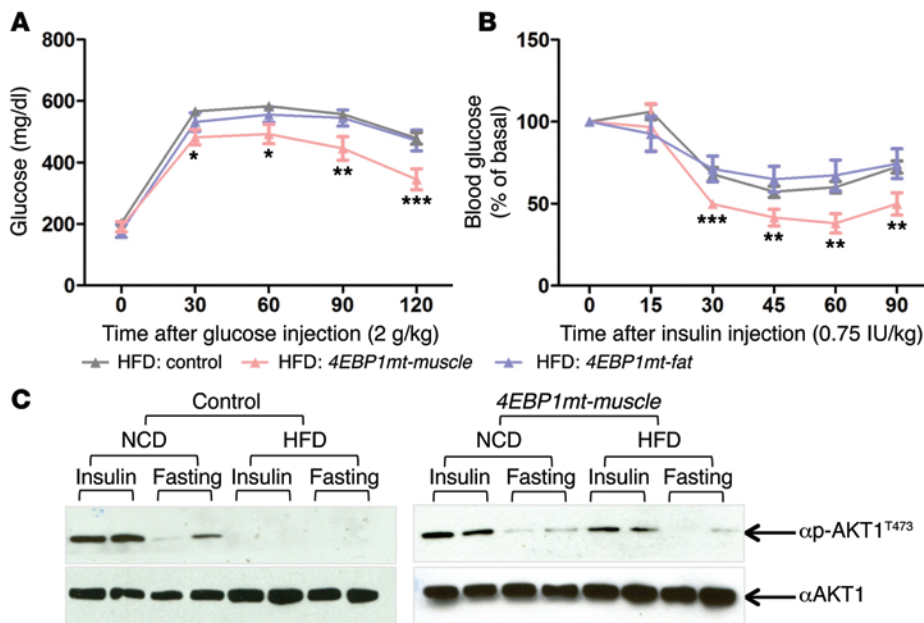 A
B
800
600
400
200
0
Glucose (mg/dl)
*
*
**
***
0 30 60 90 120
Time after glucose injection (2 g/kg)
150
100
50
0
Blood glucose
(% of basal)
***
**
**
**
0 15 30 45 60 90
Time after insulin injection (0.75 IU/kg)
HFD: control HFD: 4EBP1mt-muscle HFD: 4EBP1mt-fat
C
Control
NCD HFD
Insulin Fasting Insulin Fasting
4EBP1mt-muscle
NCD HFD
Insulin Fasting Insulin Fasting
αp-AKT1T473
αAKT1